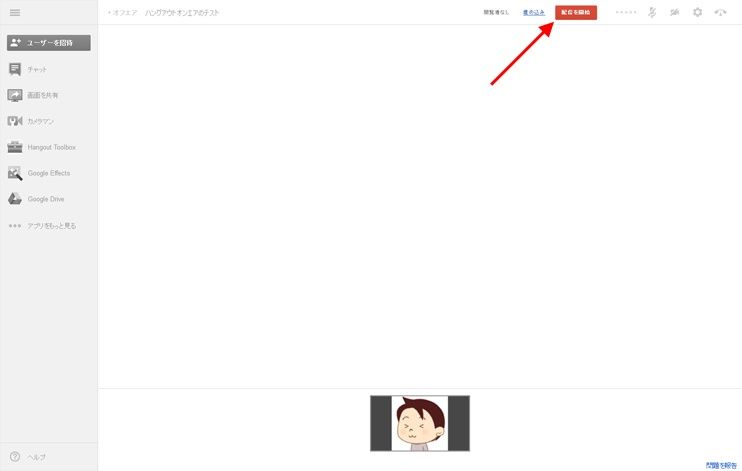 • オフエア ハングアウトオンエアのテスト 閲覧者なし 埋め込み 配信を開始
ユーザーを招待
チャット
画面を共有
カメラマン
Hangout Toolbox
Google Effects
Google Drive
アプリをもっと見る
ヘルプ
問題を報告